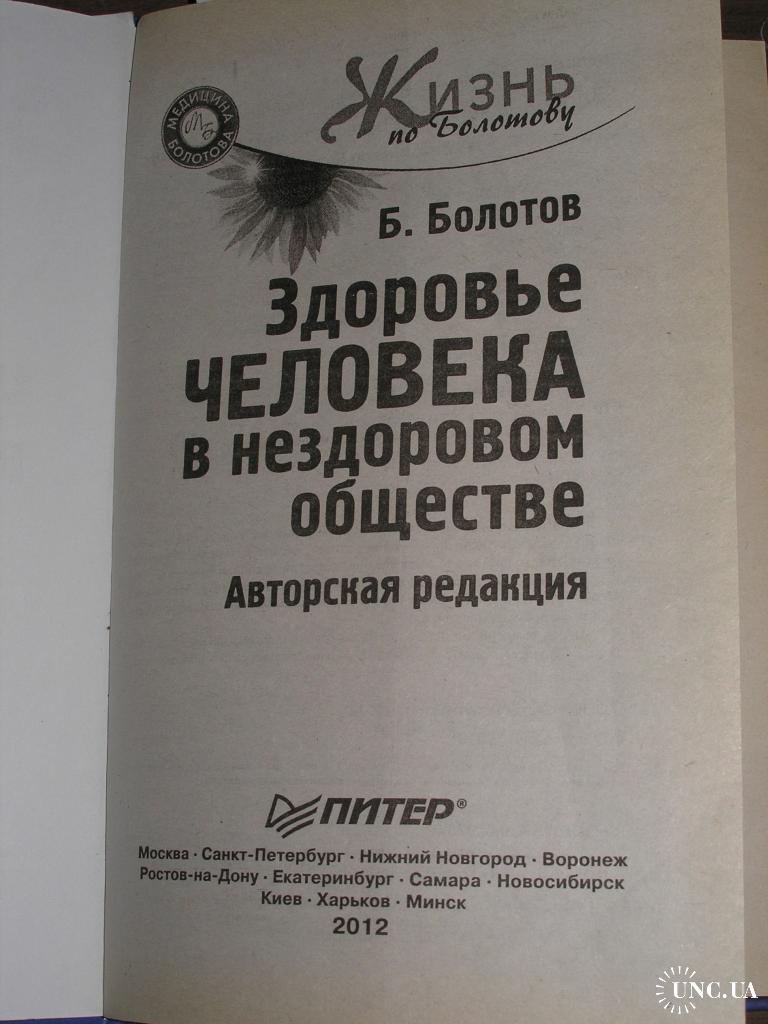 Жизнь
по Болотову
МЕДИЦИНА
МБ
БОЛОТОВА
Б. Болотов
Здоровье
ЧЕЛОВЕКА
в нездоровом
обществе
Авторская редакция
ПИТЕР®
Москва · Санкт-Петербург · Нижний Новгород · Воронеж
Ростов-на-Дону · Екатеринбург · Самара · Новосибирск
Киев · Харьков · Минск
2012
UNC.UA